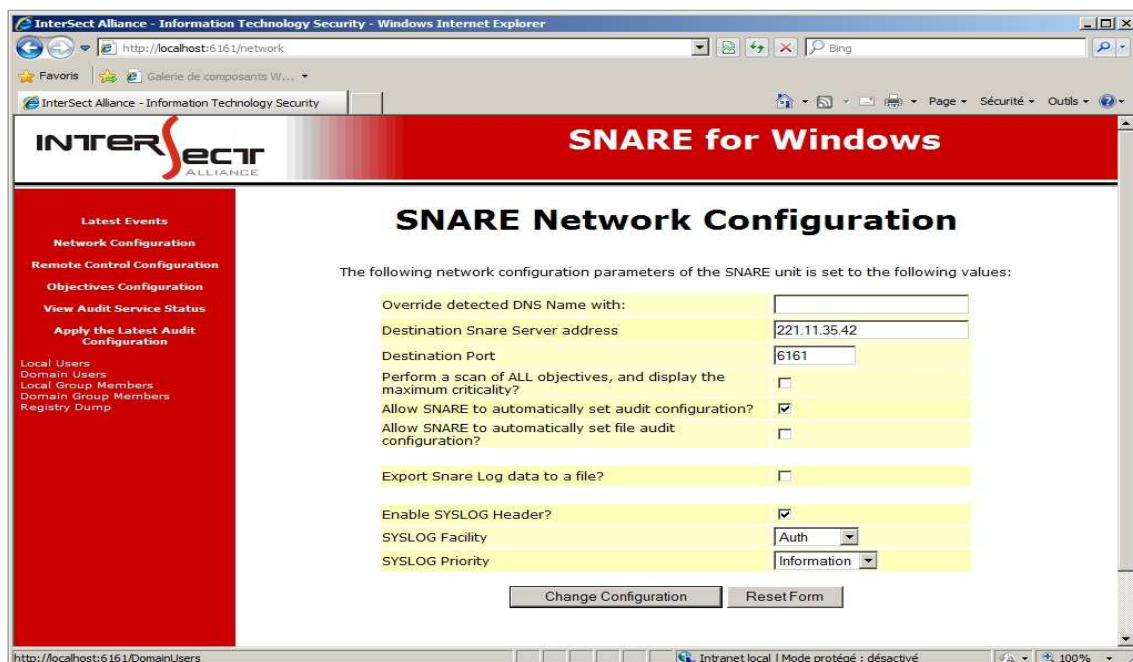 InterSect Alliance - Information Technology Security - Windows Internet Explorer
http://localhost:6161/network
Bing
Favoris
Galerie de composants W...
InterSect Alliance - Information Technology Security
Page
Sécurité
Outils
INTERSECT
ALLIANCE
SNARE for Windows
Latest Events
Network Configuration
Remote Control Configuration
Objectives Configuration
View Audit Service Status
Apply the Latest Audit
Configuration
Local Users
Domain Users
Local Group Members
Domain Group Members
Registry Dump
SNARE Network Configuration
The following network configuration parameters of the SNARE unit is set to the following values:
Override detected DNS Name with:
Destination Snare Server address 221.11.35.42
Destination Port 6161
Perform a scan of ALL objectives, and display the
maximum criticality?
Allow SNARE to automatically set audit configuration?
Allow SNARE to automatically set file audit
configuration?
Export Snare Log data to a file?
Enable SYSLOG Header?
SYSLOG Facility Auth
SYSLOG Priority Information
Change Configuration Reset Form
http://localhost:6161/DomainUsers
Intranet local | Mode protégé : désactivé
100%